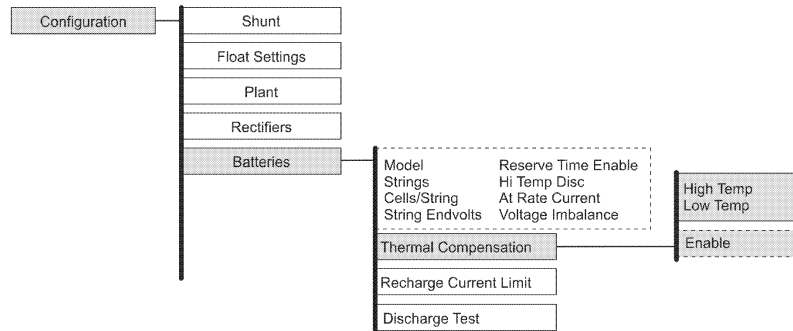 Configuration
Shunt
Float Settings
Plant
Rectifiers
Batteries
Model Reserve Time Enable
Strings Hi Temp Disc
Cells/String At Rate Current
String Endvolts Voltage Imbalance
High Temp
Low Temp
Thermal Compensation
Enable
Recharge Current Limit
Discharge Test